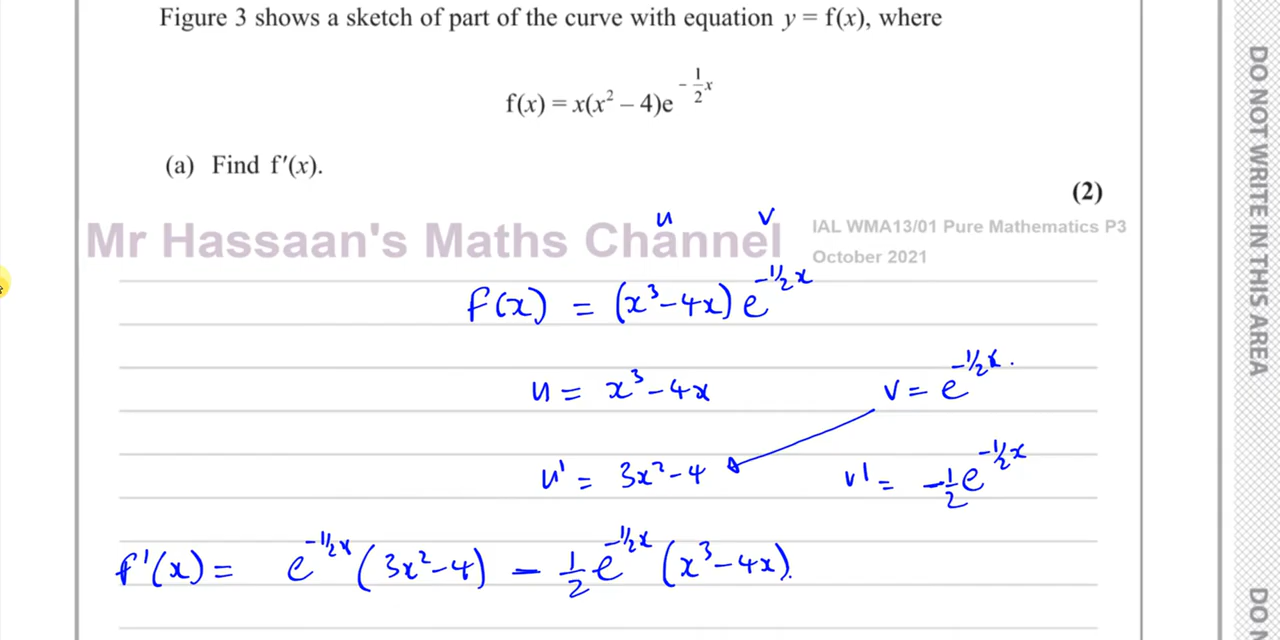 Figure 3 shows a sketch of part of the curve with equation y = f(x), where
f(x) = x(x² – 4)e^(–½x)
(a) Find f′(x).
(2)
u v
Mr Hassaan's Maths Channel
IAL WMA13/01 Pure Mathematics P3
October 2021
f(x) = (x³ – 4x) e^(–½x)
u = x³ – 4x v = e^(–½x).
u' = 3x² – 4 v' = –½e^(–½x)
f'(x) = e^(–½x) (3x² – 4) – ½e^(–½x) (x³ – 4x).
DO NOT WRITE IN THIS AREA
DO N